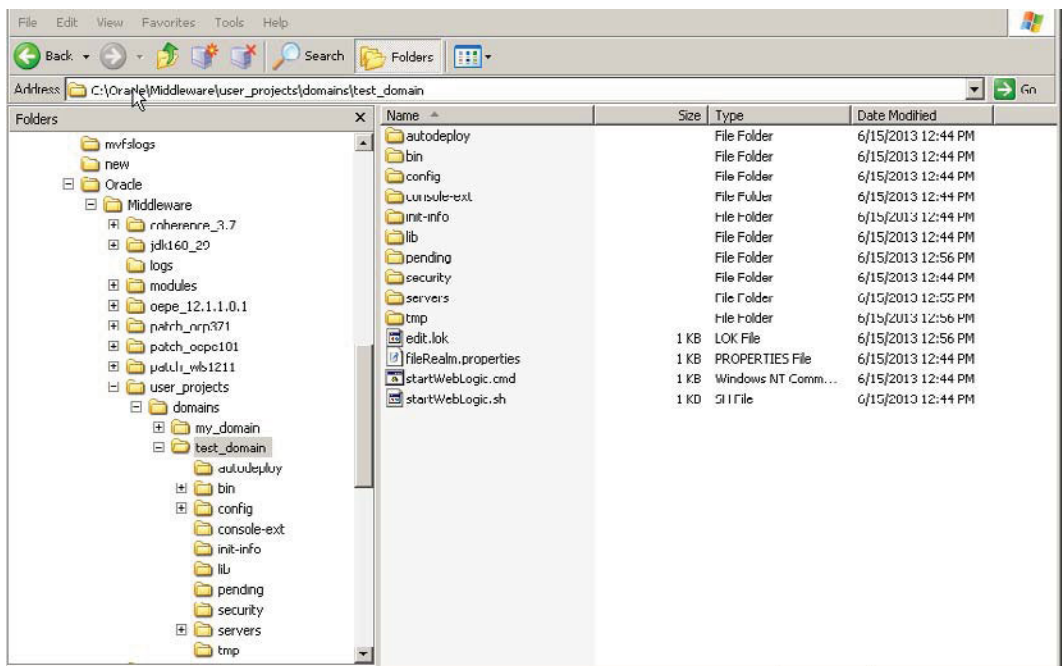 File Edit View Favorites Tools Help
Back Search Folders
Address C:\Oracle\Middleware\user_projects\domains\test_domain Go
Folders
mvfslogs
new
Oracle
Middleware
coherence_3.7
jdk160_29
logs
modules
oepe_12.1.1.0.1
patch_ocp371
patch_oepe101
patch_wls1211
user_projects
domains
my_domain
test_domain
autodeploy
bin
config
console-ext
init-info
lib
pending
security
servers
tmp
Name Size Type Date Modified
autodeploy File Folder 6/15/2013 12:44 PM
bin File Folder 6/15/2013 12:44 PM
config File Folder 6/15/2013 12:44 PM
console-ext File Folder 6/15/2013 12:44 PM
init-info File Folder 6/15/2013 12:44 PM
lib File Folder 6/15/2013 12:44 PM
pending File Folder 6/15/2013 12:56 PM
security File Folder 6/15/2013 12:44 PM
servers File Folder 6/15/2013 12:55 PM
tmp File Folder 6/15/2013 12:56 PM
edit.lok 1 KB LOK File 6/15/2013 12:56 PM
fileRealm.properties 1 KB PROPERTIES File 6/15/2013 12:44 PM
startWebLogic.cmd 1 KB Windows NT Comm... 6/15/2013 12:44 PM
startWebLogic.sh 1 KB SH File 6/15/2013 12:44 PM